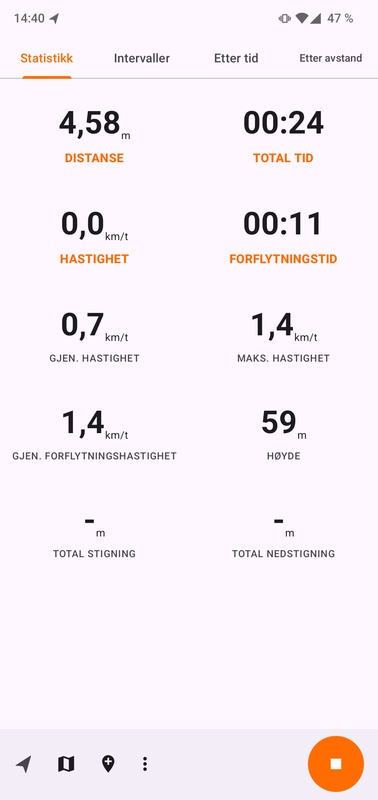 14:40 47 %
Statistikk Intervaller Etter tid Etter avstand
4,58 m 00:24
DISTANSE TOTAL TID
0,0 km/t 00:11
HASTIGHET FORFLYTNINGSTID
0,7 km/t 1,4 km/t
GJEN. HASTIGHET MAKS. HASTIGHET
1,4 km/t 59 m
GJEN. FORFLYTNINGSHASTIGHET HØYDE
- m - m
TOTAL STIGNING TOTAL NEDSTIGNING